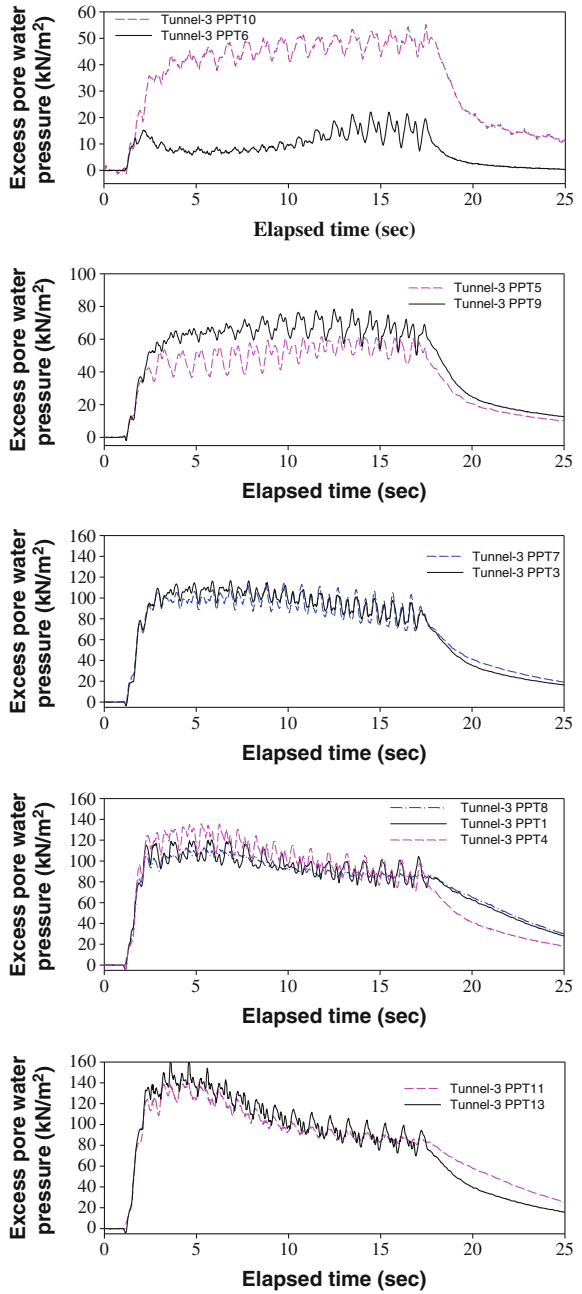 Excess pore water
pressure (kN/m²)
60
50
40
30
20
10
0
Tunnel-3 PPT10
Tunnel-3 PPT6
0 5 10 15 20 25
Elapsed time (sec)
Excess pore water
pressure (kN/m²)
100
80
60
40
20
0
Tunnel-3 PPT5
Tunnel-3 PPT9
0 5 10 15 20 25
Elapsed time (sec)
Excess pore water
pressure (kN/m²)
160
140
120
100
80
60
40
20
0
Tunnel-3 PPT7
Tunnel-3 PPT3
0 5 10 15 20 25
Elapsed time (sec)
Excess pore water
pressure (kN/m²)
160
140
120
100
80
60
40
20
0
Tunnel-3 PPT8
Tunnel-3 PPT1
Tunnel-3 PPT4
0 5 10 15 20 25
Elapsed time (sec)
Excess pore water
pressure (kN/m²)
160
140
120
100
80
60
40
20
0
Tunnel-3 PPT11
Tunnel-3 PPT13
0 5 10 15 20 25
Elapsed time (sec)